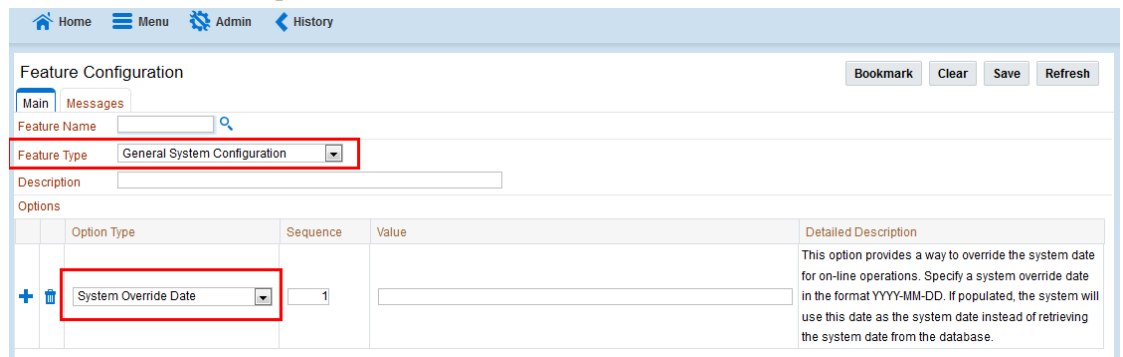 Home Menu Admin History
Feature Configuration Bookmark Clear Save Refresh
Main Messages
Feature Name
Feature Type General System Configuration
Description
Options
Option Type Sequence Value Detailed Description
System Override Date 1
This option provides a way to override the system date
for on-line operations. Specify a system override date
in the format YYYY-MM-DD. If populated, the system will
use this date as the system date instead of retrieving
the system date from the database.